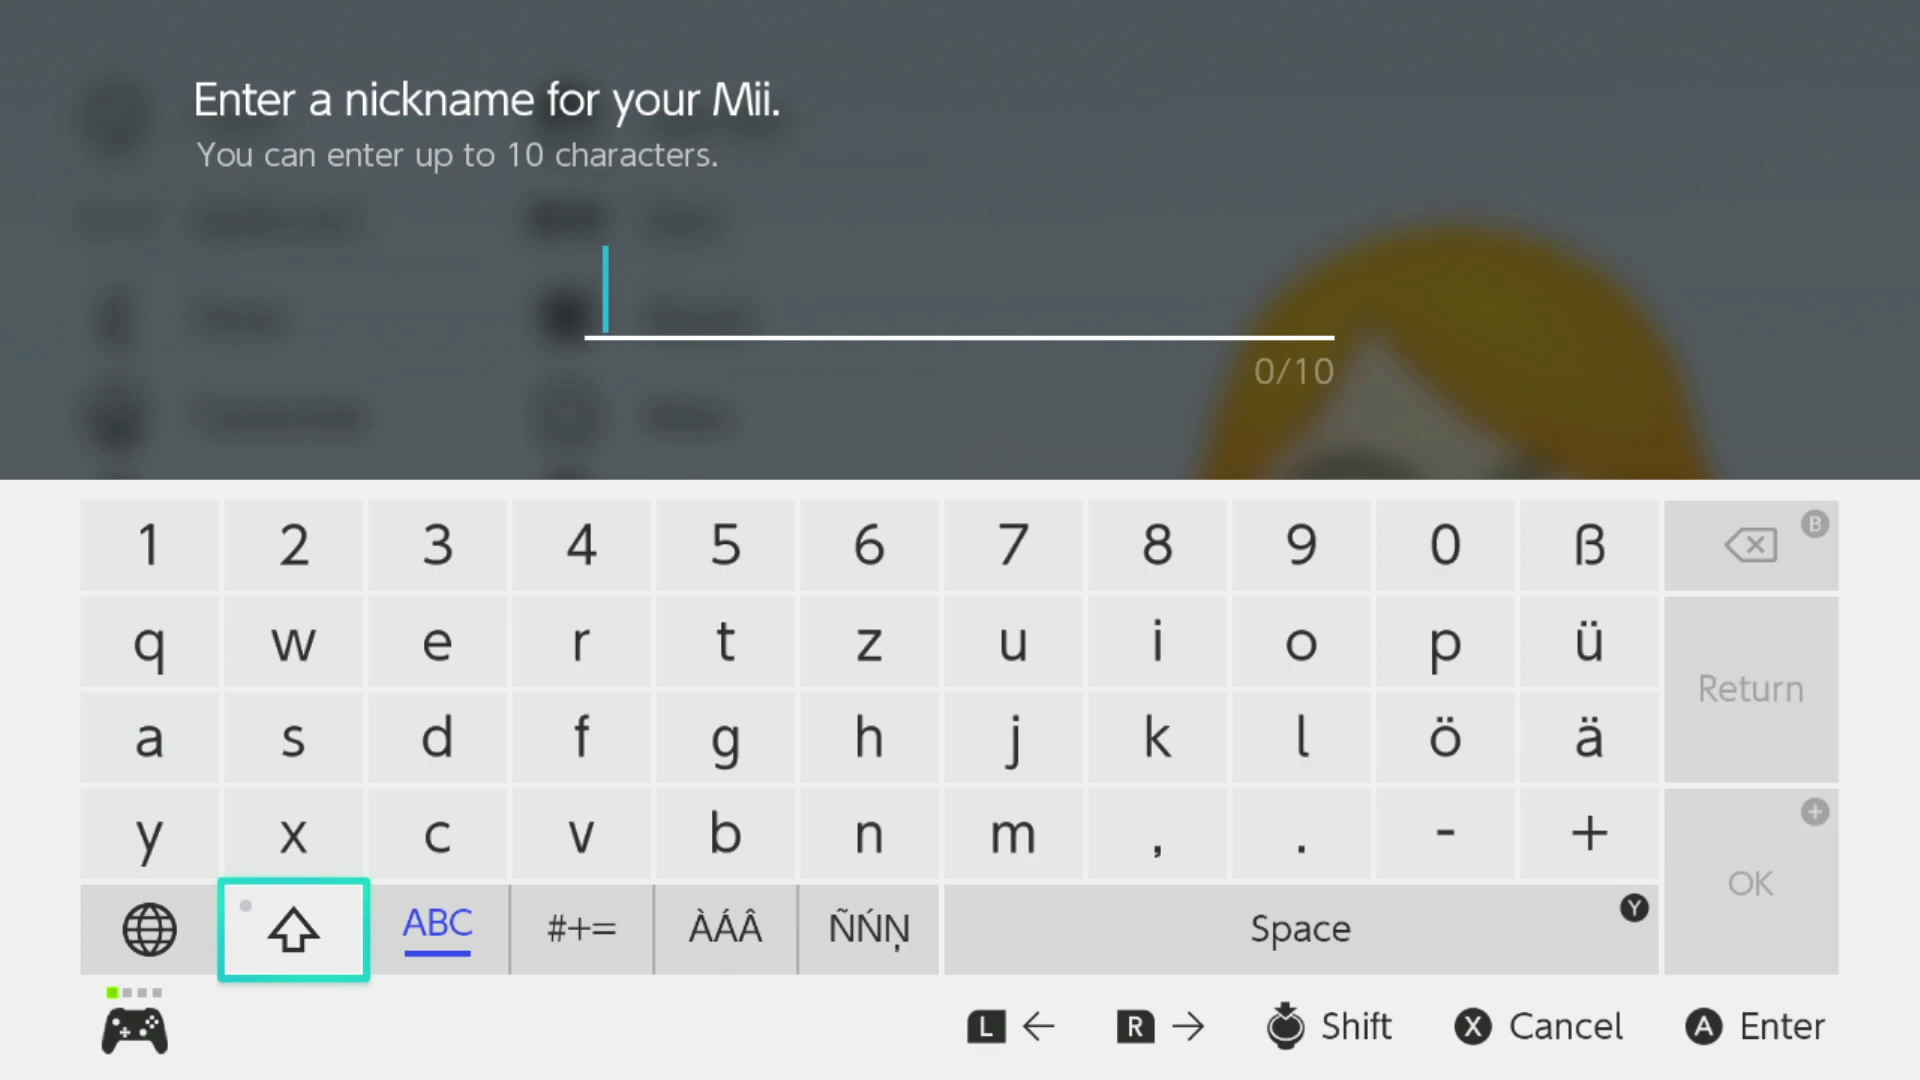 Enter a nickname for your Mii.
You can enter up to 10 characters.
0/10
1 2 3 4 5 6 7 8 9 0 ß B
q w e r t z u i o p ü
Return
a s d f g h j k l ö ä
y x c v b n m , . - +
OK
ABC #+= ÀÁÂ ÑŃŅ Space Y
L ← R → Shift X Cancel A Enter